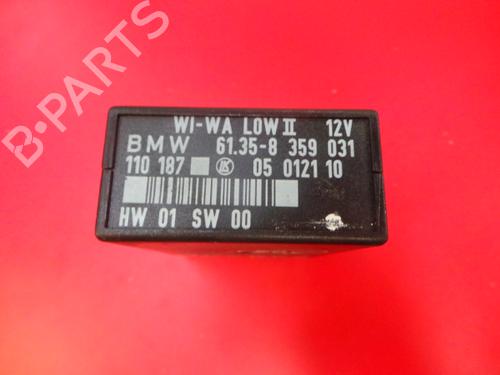 WI-WA LOW II 12V
BMW 61.35-8 359 031
110 187 LK 05 0121 10
HW 01 SW 00
B-PARTS